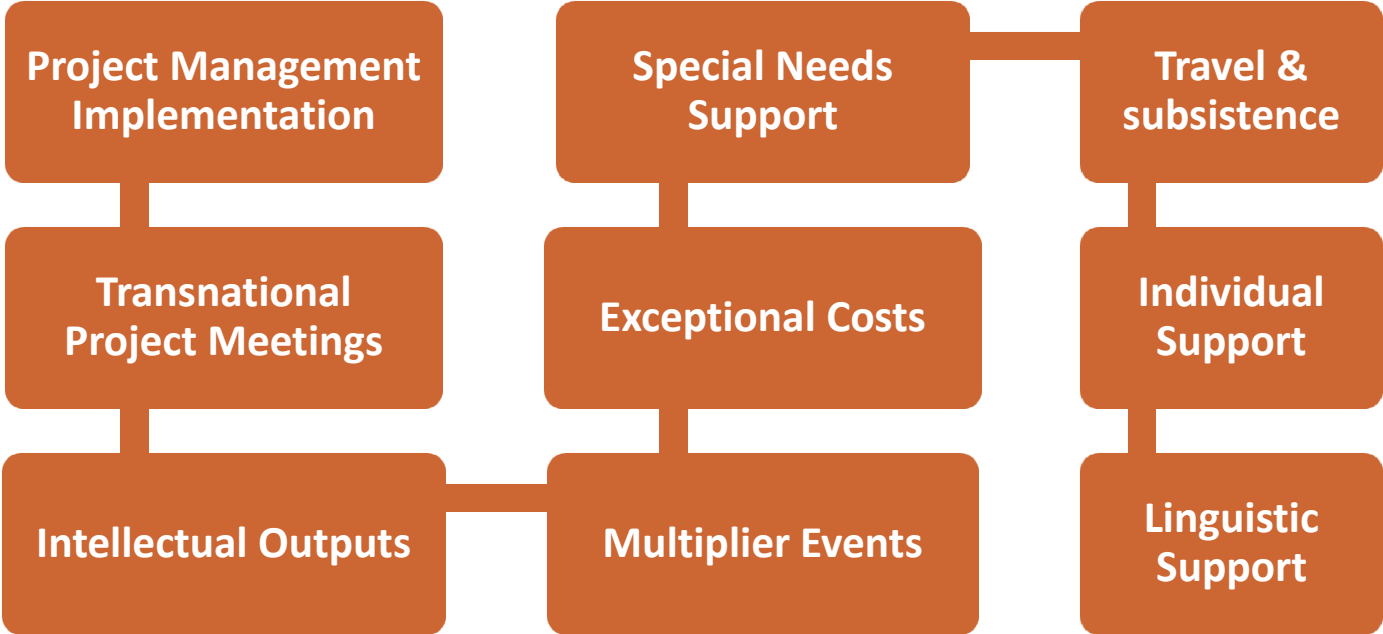 Project Management
Implementation
Transnational
Project Meetings
Intellectual Outputs
Multiplier Events
Exceptional Costs
Special Needs
Support
Travel &
subsistence
Individual
Support
Linguistic
Support